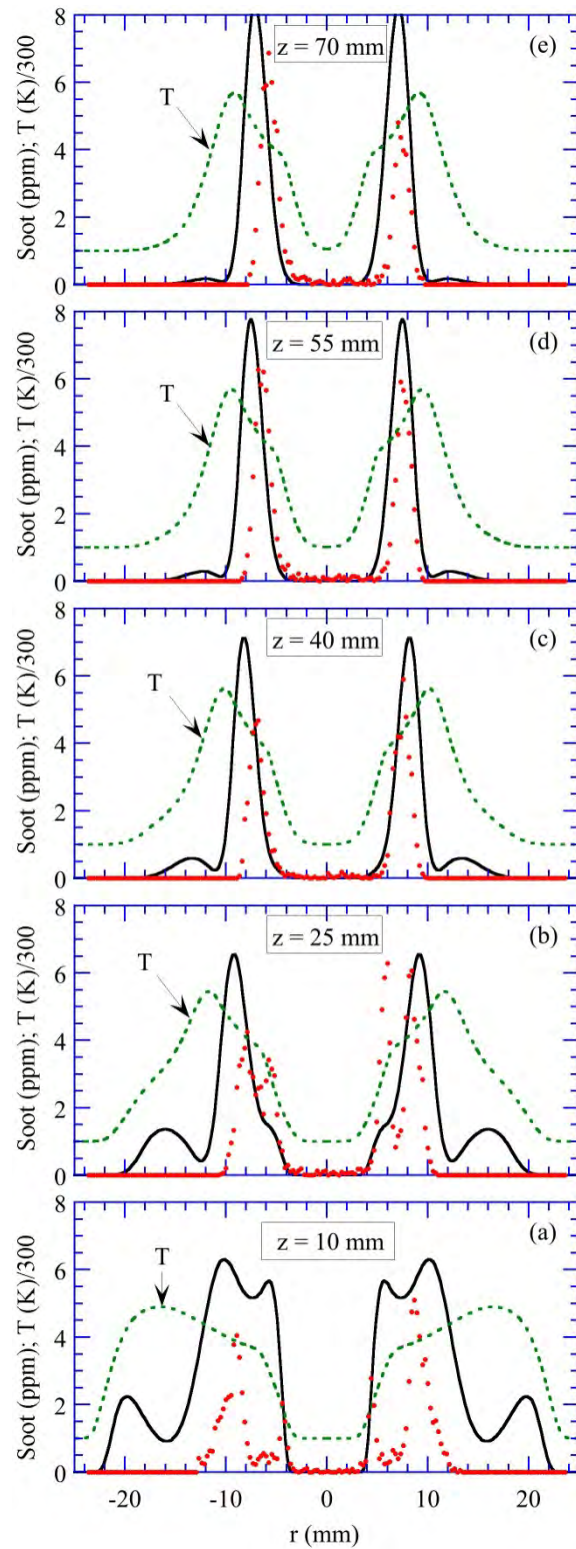 8
6
4
2
0
Soot (ppm); T (K)/300
z = 70 mm
(e)
T
8
6
4
2
0
Soot (ppm); T (K)/300
z = 55 mm
(d)
T
8
6
4
2
0
Soot (ppm); T (K)/300
z = 40 mm
(c)
T
8
6
4
2
0
Soot (ppm); T (K)/300
z = 25 mm
(b)
T
8
6
4
2
0
Soot (ppm); T (K)/300
z = 10 mm
(a)
T
-20 -10 0 10 20
r (mm)